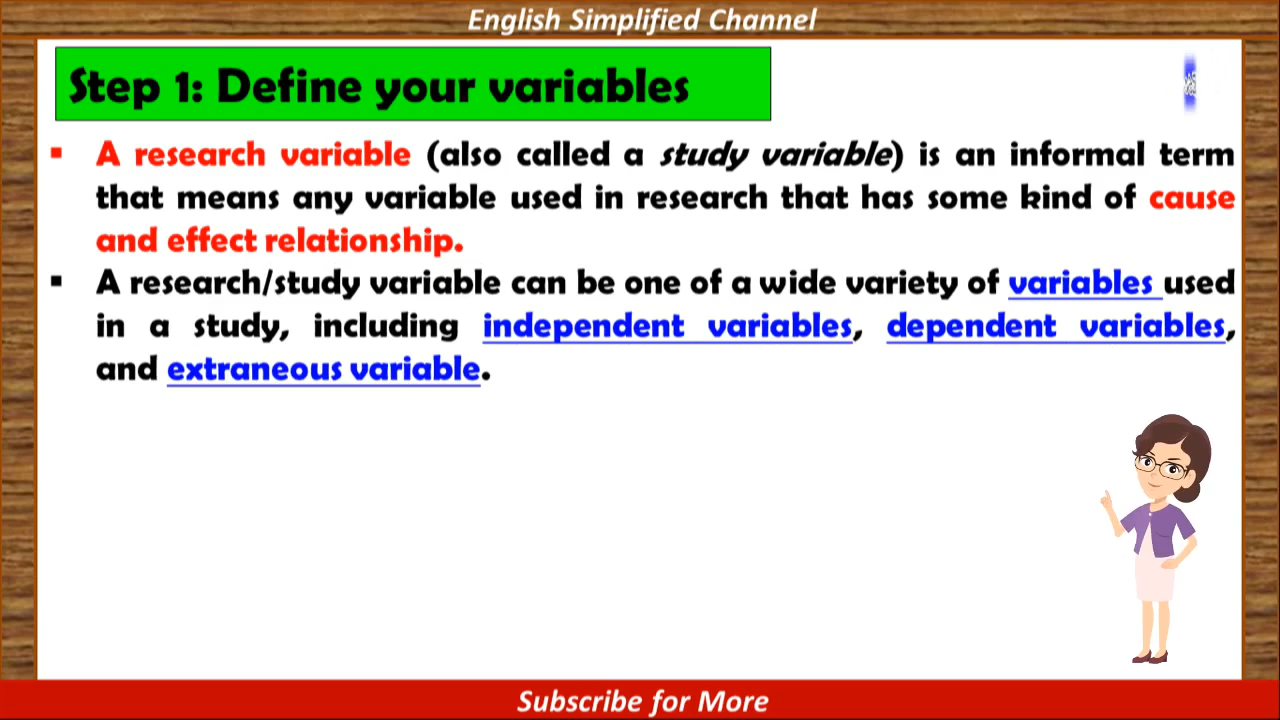 English Simplified Channel
Step 1: Define your variables
▪ A research variable (also called a study variable) is an informal term
that means any variable used in research that has some kind of cause
and effect relationship.
▪ A research/study variable can be one of a wide variety of variables used
in a study, including independent variables, dependent variables,
and extraneous variable.
Subscribe for More